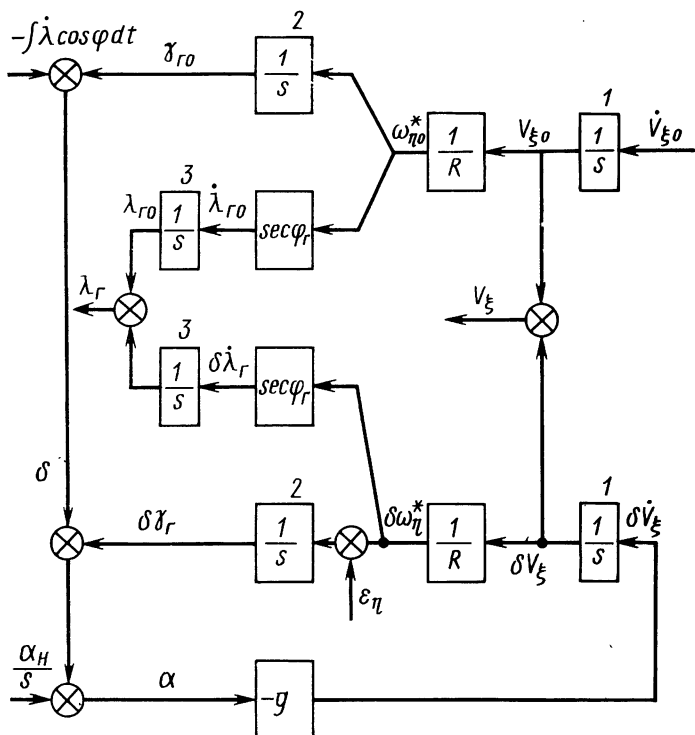 2
-∫λ̇cosφdt
γ_го
1/s
1
ω*_ηо
1/R
V_ξо
1/s
V̇_ξо
3
λ_го
1/s
λ̇_го
secφ_г
λ_г
V_ξ
3
1/s
δλ̇_г
secφ_г
δ
2
1
δγ_г
1/s
δω*_η
1/R
δV_ξ
1/s
δV̇_ξ
ε_η
α_н/s
α
-g